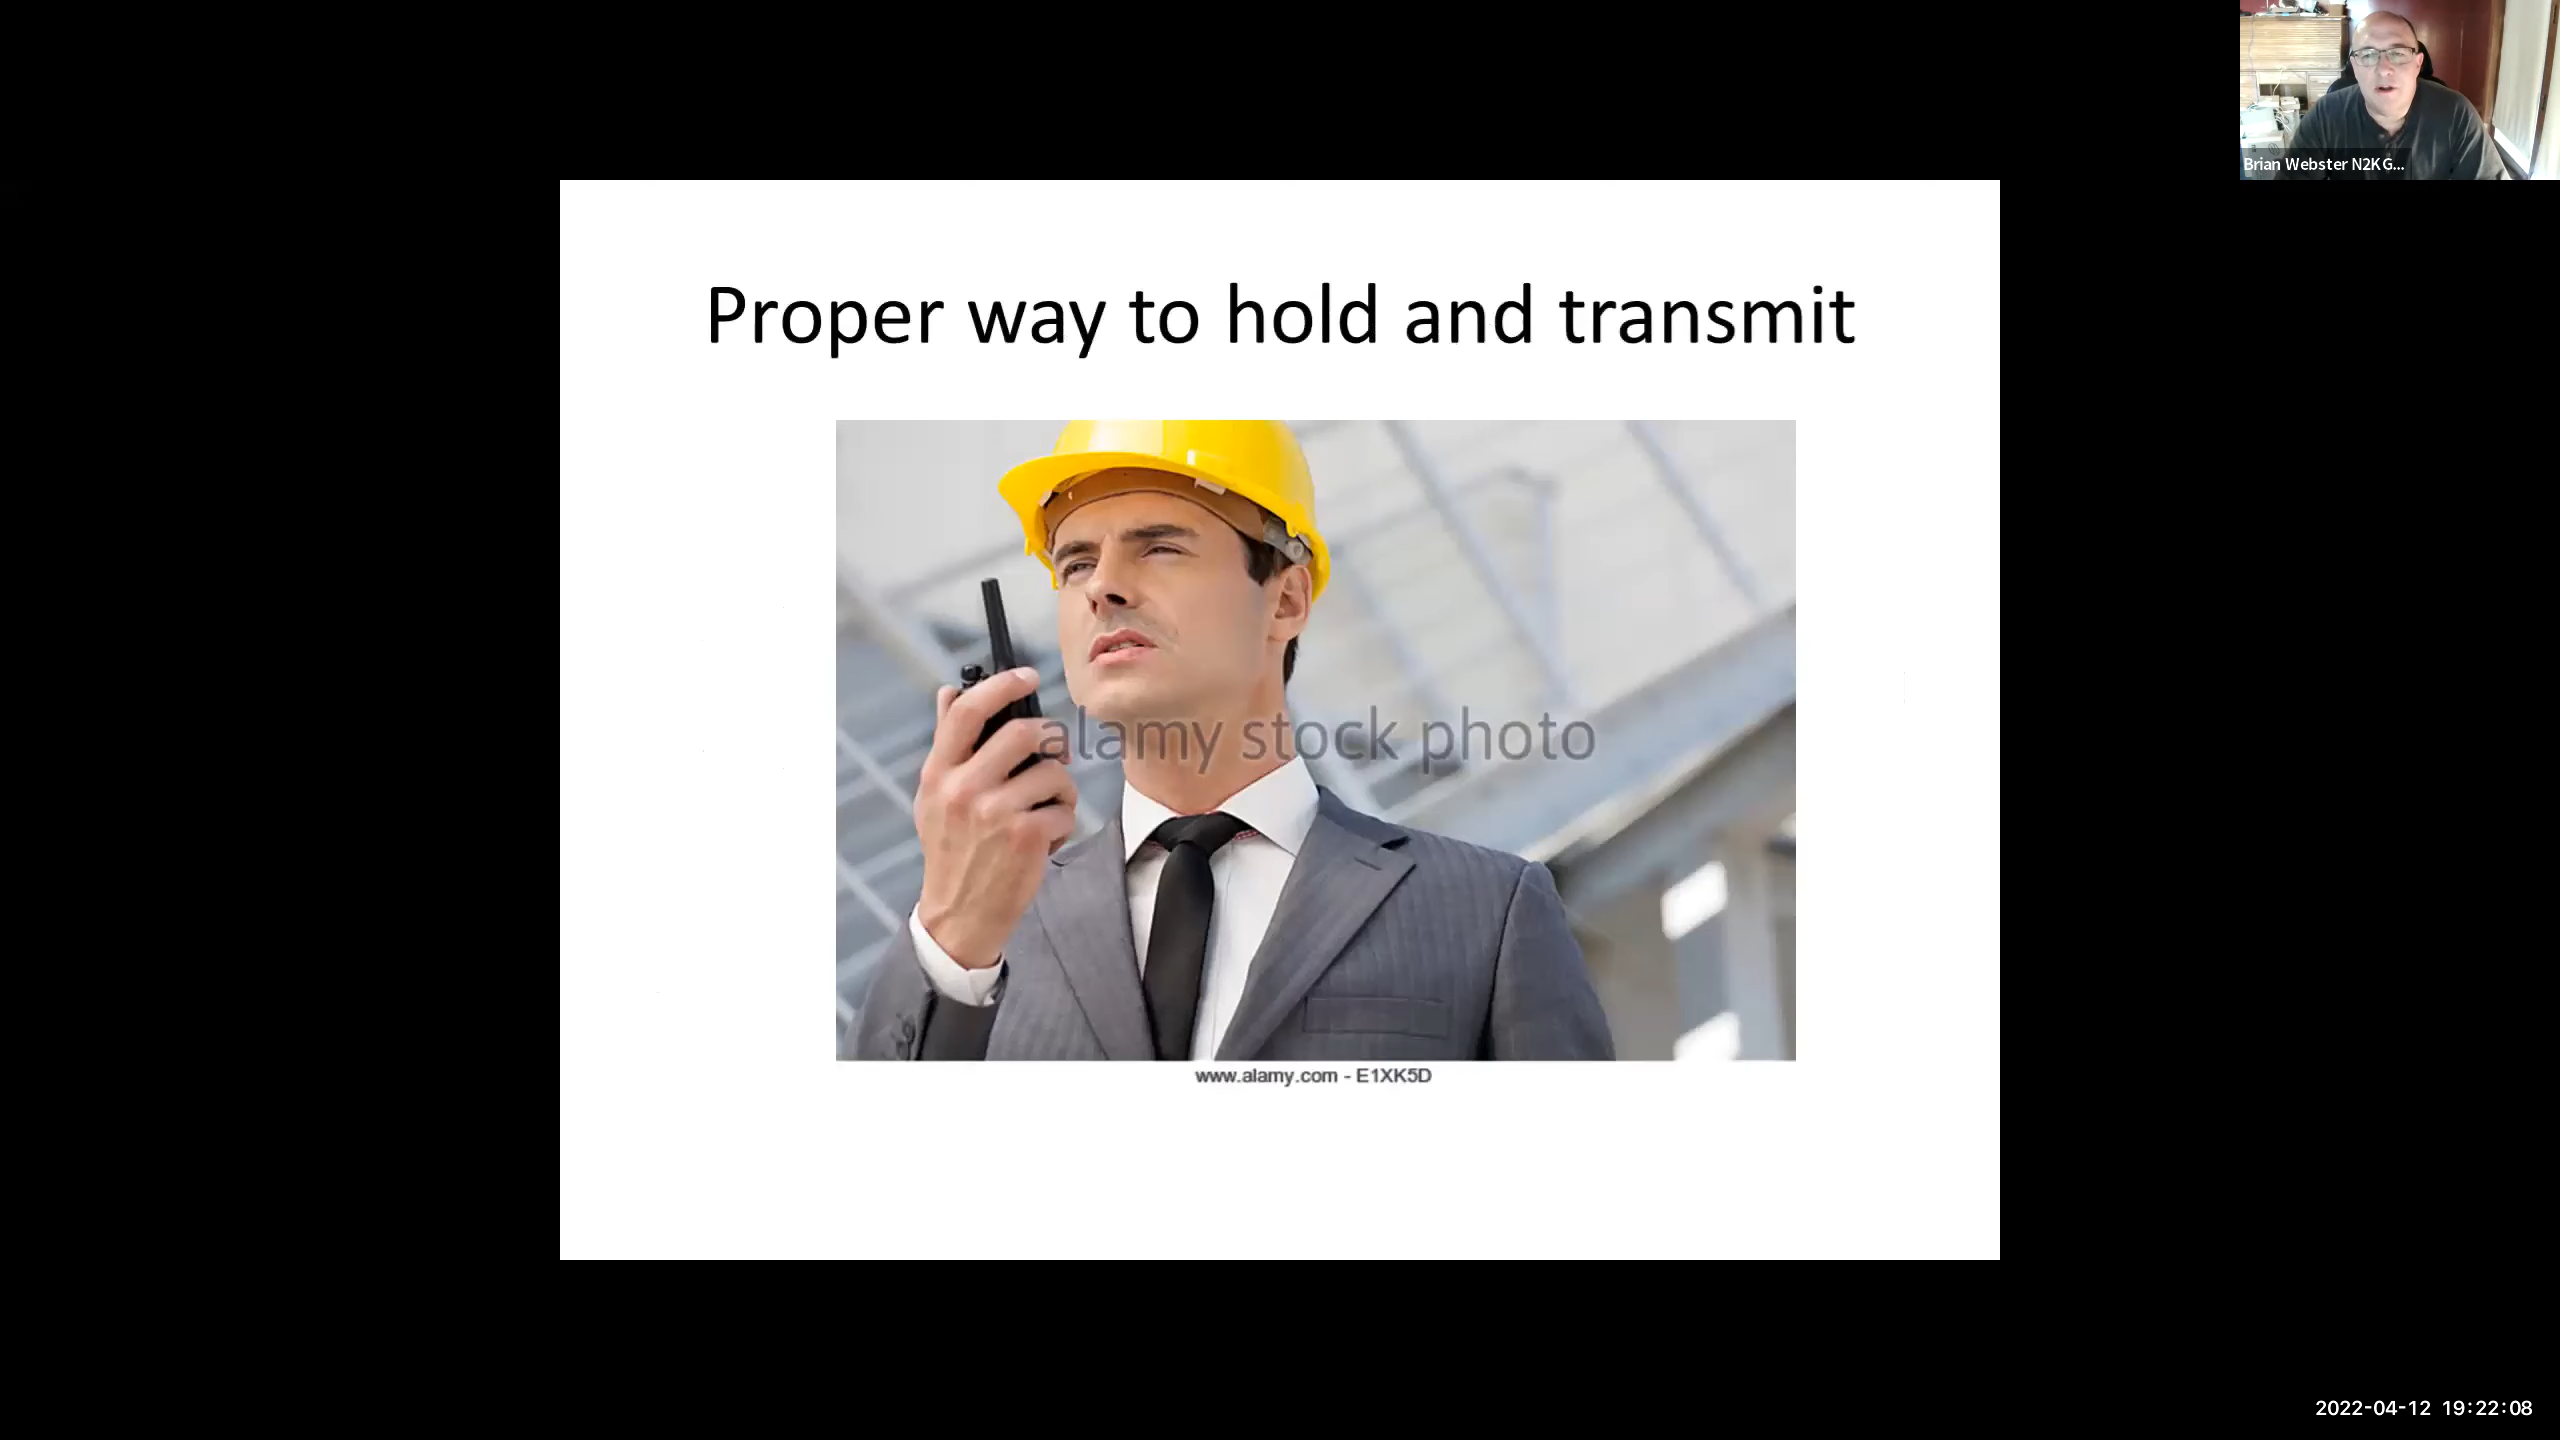 Brian Webster N2KG...
Proper way to hold and transmit
alamy stock photo
www.alamy.com - E1XK5D
2022-04-12 19:22:08